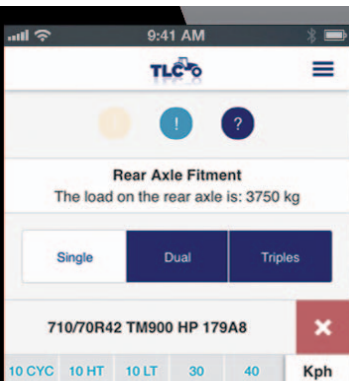 9:41 AM
TLC
!
?
Rear Axle Fitment
The load on the rear axle is: 3750 kg
Single Dual Triples
710/70R42 TM900 HP 179A8
10 CYC 10 HT 10 LT 30 40 Kph